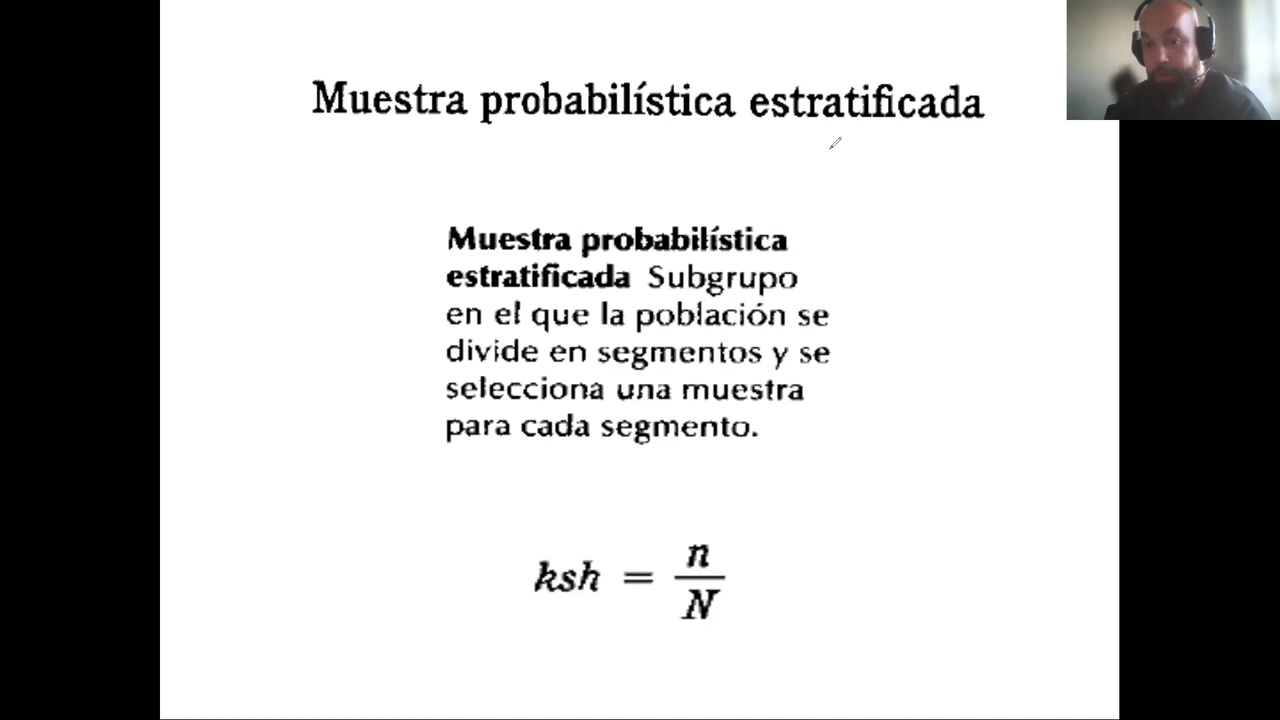 Muestra probabilística estratificada
Muestra probabilística
estratificada Subgrupo
en el que la población se
divide en segmentos y se
selecciona una muestra
para cada segmento.
ksh = n/N